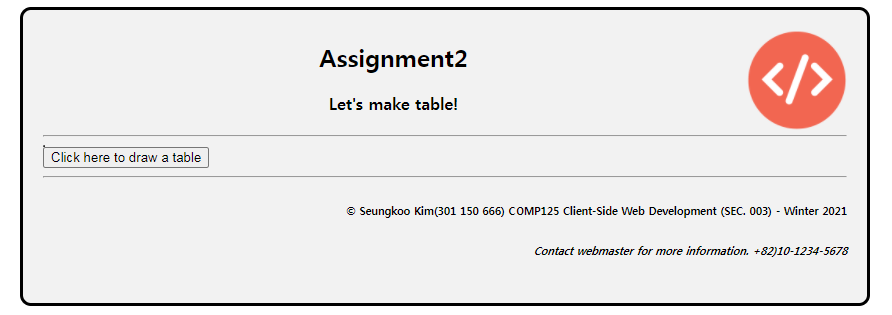 Assignment2
Let's make table!
Click here to draw a table
© Seungkoo Kim(301 150 666) COMP125 Client-Side Web Development (SEC. 003) - Winter 2021
Contact webmaster for more information. +82)10-1234-5678